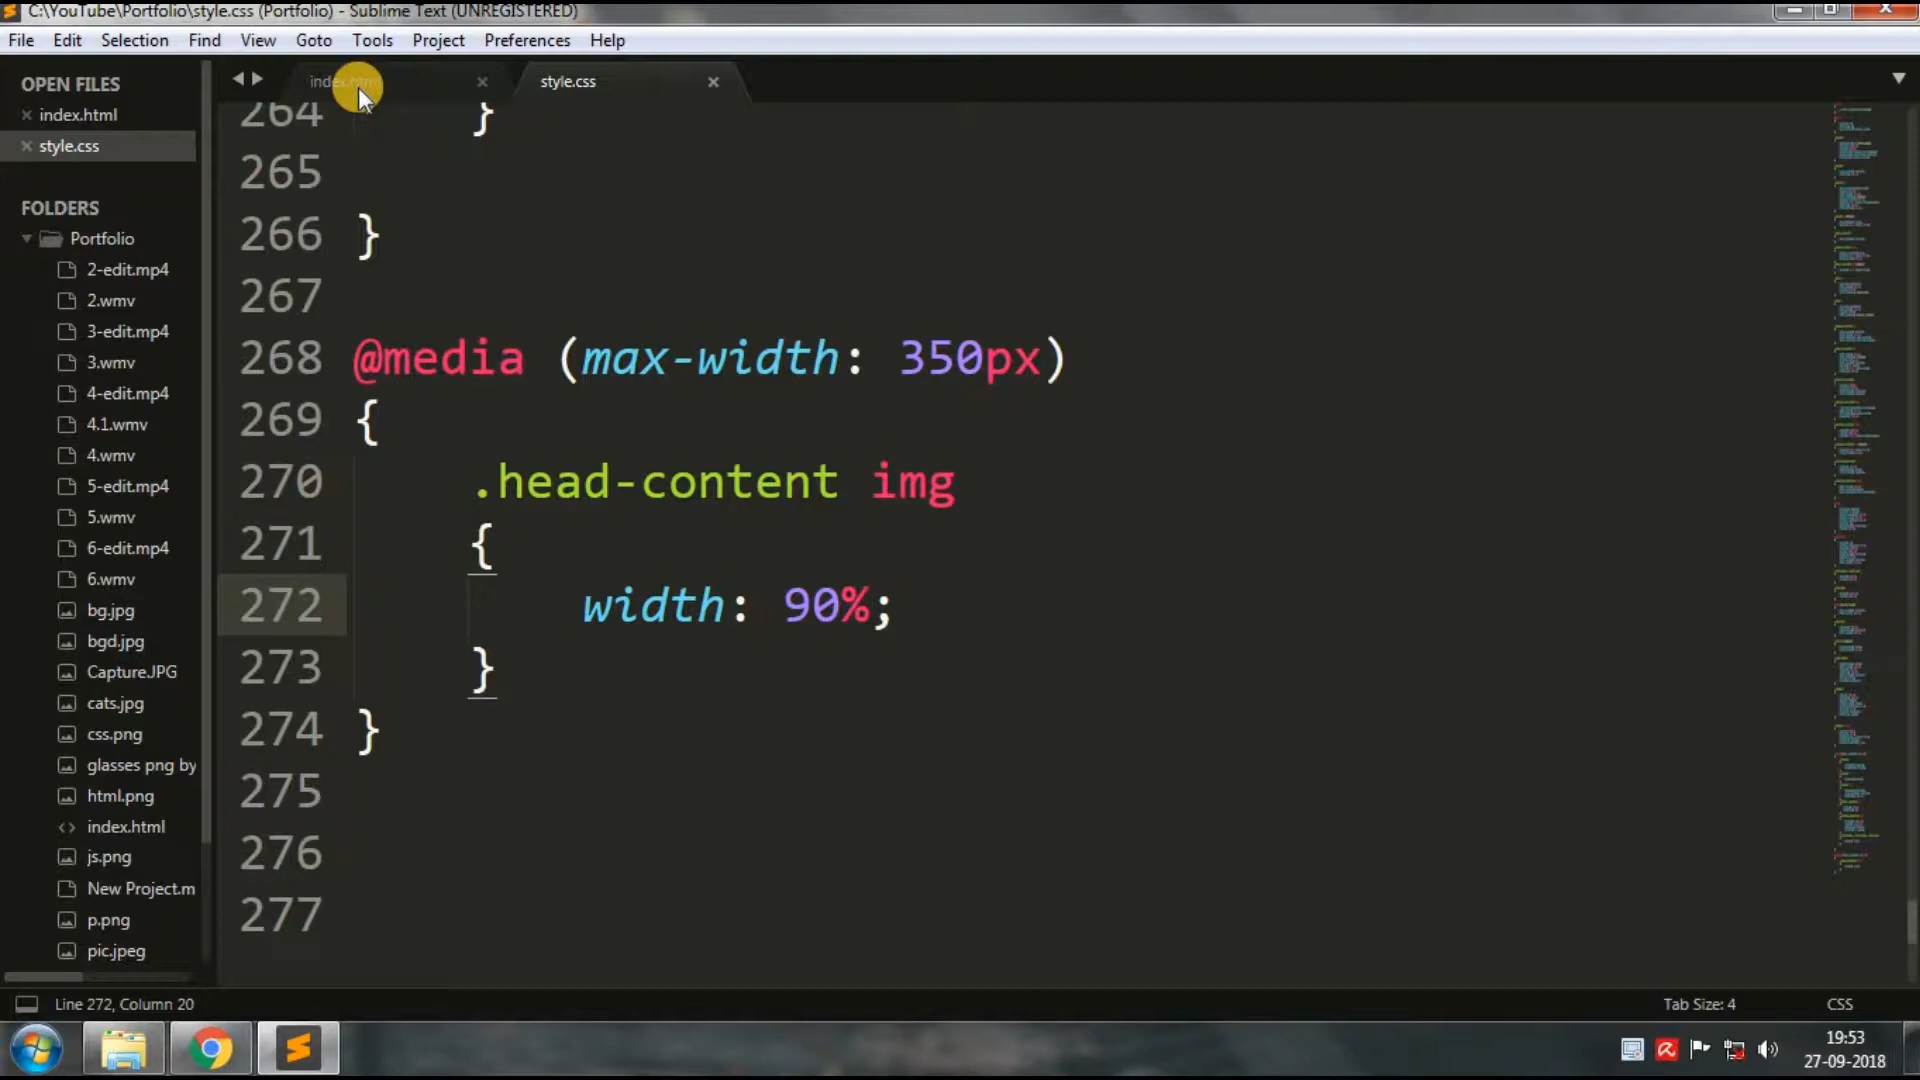 C:\YouTube\Portfolio\style.css (Portfolio) - Sublime Text (UNREGISTERED)
File Edit Selection Find View Goto Tools Project Preferences Help
OPEN FILES
index.html
style.css
FOLDERS
Portfolio
2-edit.mp4
2.wmv
3-edit.mp4
3.wmv
4-edit.mp4
4.1.wmv
4.wmv
5-edit.mp4
5.wmv
6-edit.mp4
6.wmv
bg.jpg
bgd.jpg
Capture.JPG
cats.jpg
css.png
glasses png by
html.png
index.html
js.png
New Project.m
p.png
pic.jpeg
index.htm style.css
264 }
265
266 }
267
268 @media (max-width: 350px)
269 {
270 .head-content img
271 {
272 width: 90%;
273 }
274 }
275
276
277
Line 272, Column 20 Tab Size: 4 CSS
19:53
27-09-2018